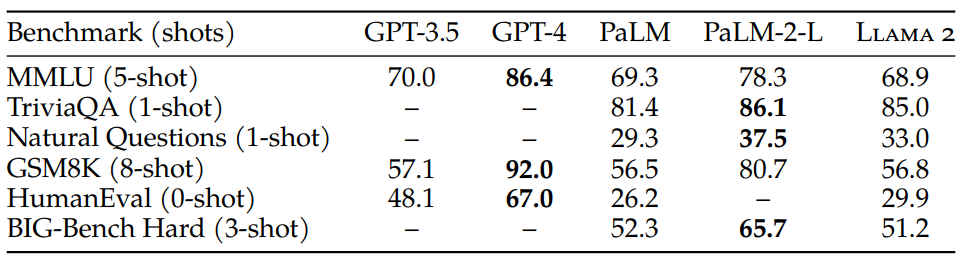 Benchmark (shots) GPT-3.5 GPT-4 PaLM PaLM-2-L LLAMA 2
MMLU (5-shot) 70.0 86.4 69.3 78.3 68.9
TriviaQA (1-shot) – – 81.4 86.1 85.0
Natural Questions (1-shot) – – 29.3 37.5 33.0
GSM8K (8-shot) 57.1 92.0 56.5 80.7 56.8
HumanEval (0-shot) 48.1 67.0 26.2 – 29.9
BIG-Bench Hard (3-shot) – – 52.3 65.7 51.2